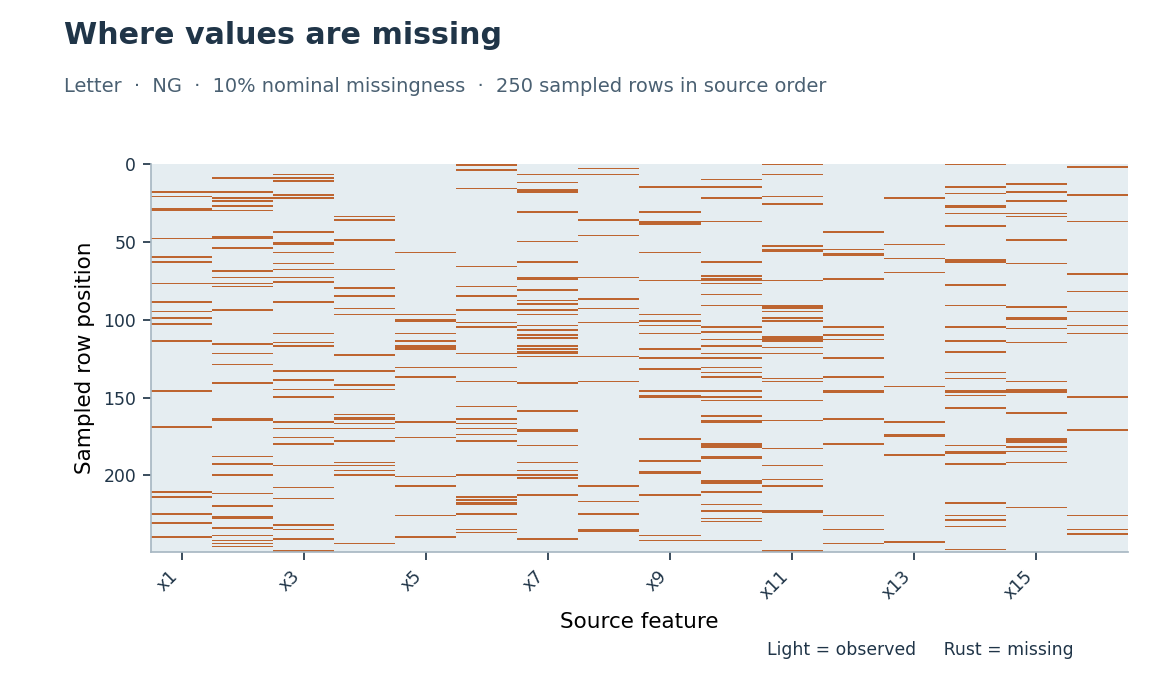 Where values are missing
Letter · NG · 10% nominal missingness · 250 sampled rows in source order
0
50
100
150
200
Sampled row position
x1
x3
x5
x7
x9
x11
x13
x15
Source feature
Light = observed Rust = missing